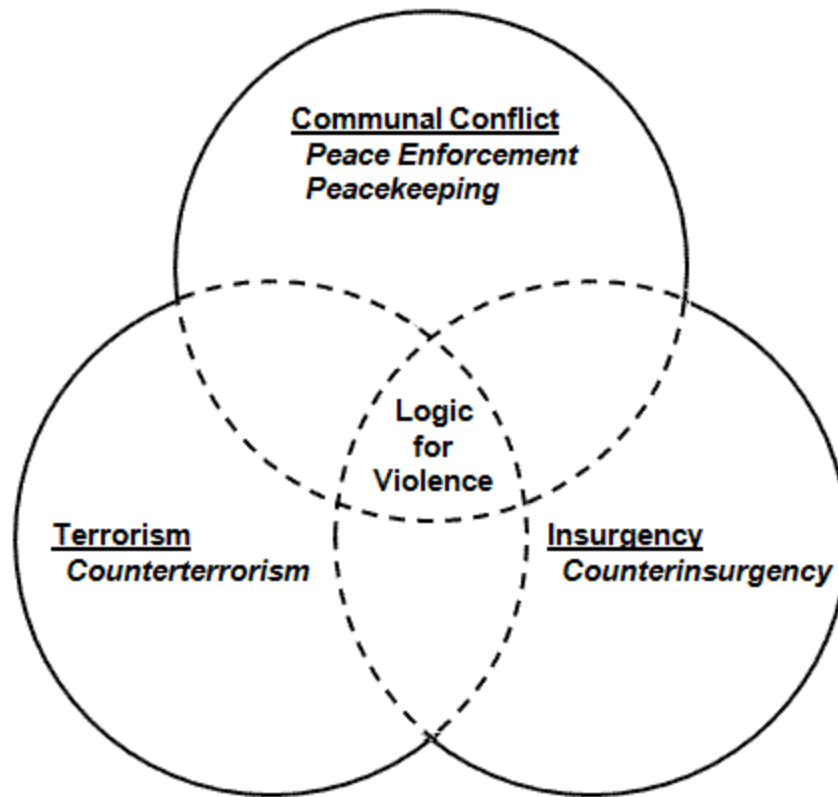 Communal Conflict
Peace Enforcement
Peacekeeping
Logic
for
Violence
Terrorism
Counterterrorism
Insurgency
Counterinsurgency